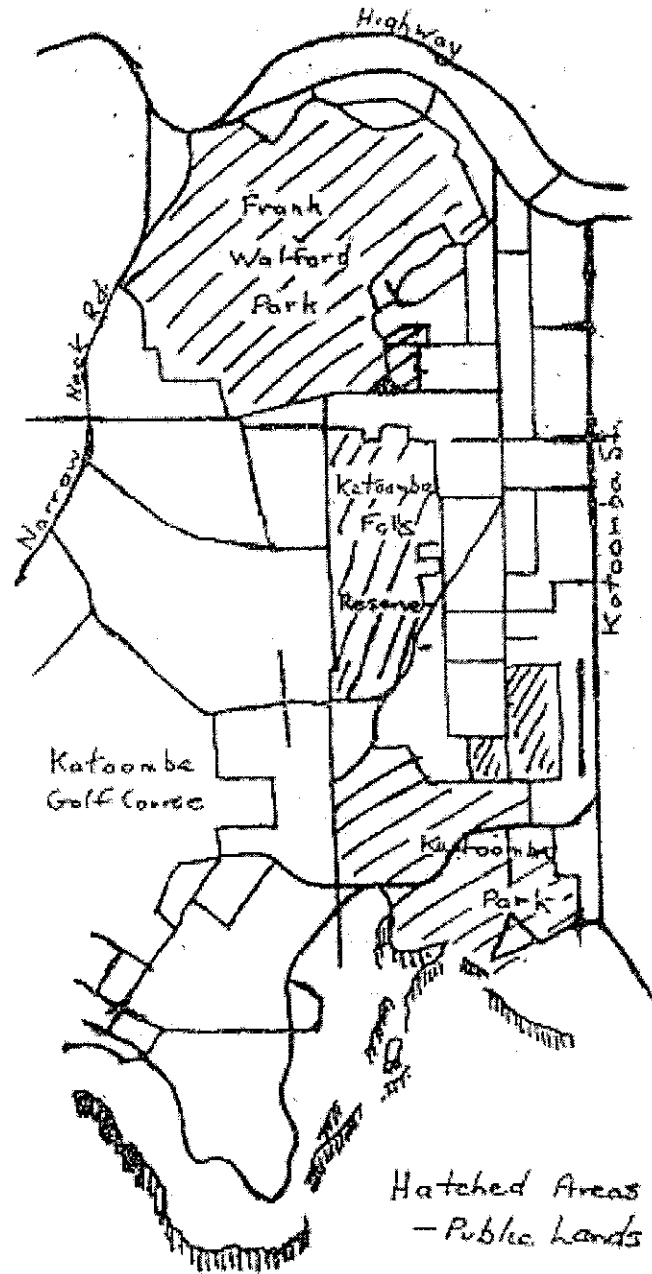 Highway
Frank
Walford
Park
Narrow Neck Rd.
Katoomba St.
Katoomba
Falls
Reserve
Katoomba
Golf Course
Katoomba
Park
Hatched Areas
- Public Lands